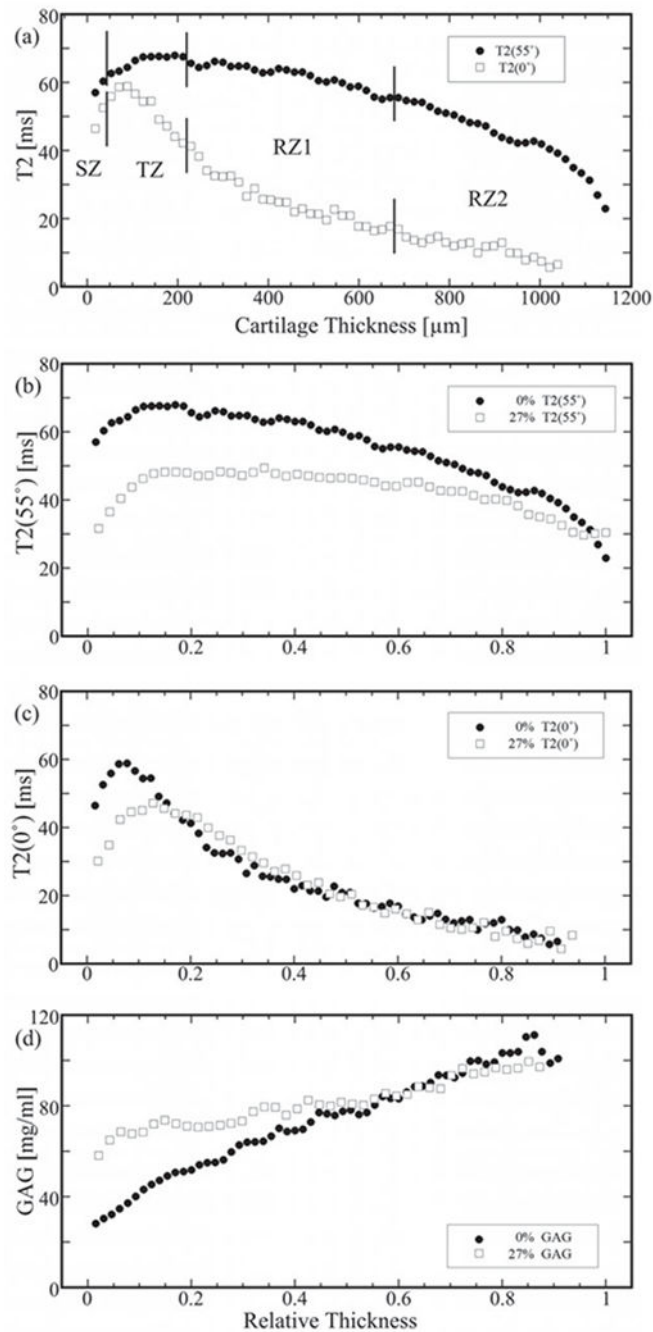 (a)
80
60
40
20
0
T2 [ms]
● T2(55°)
□ T2(0°)
SZ
TZ
RZ1
RZ2
0 200 400 600 800 1000 1200
Cartilage Thickness [µm]
(b)
80
60
40
20
0
T2(55°) [ms]
● 0% T2(55°)
□ 27% T2(55°)
0 0.2 0.4 0.6 0.8 1
(c)
80
60
40
20
0
T2(0°) [ms]
● 0% T2(0°)
□ 27% T2(0°)
0 0.2 0.4 0.6 0.8 1
(d)
120
80
40
0
GAG [mg/ml]
● 0% GAG
□ 27% GAG
0 0.2 0.4 0.6 0.8 1
Relative Thickness